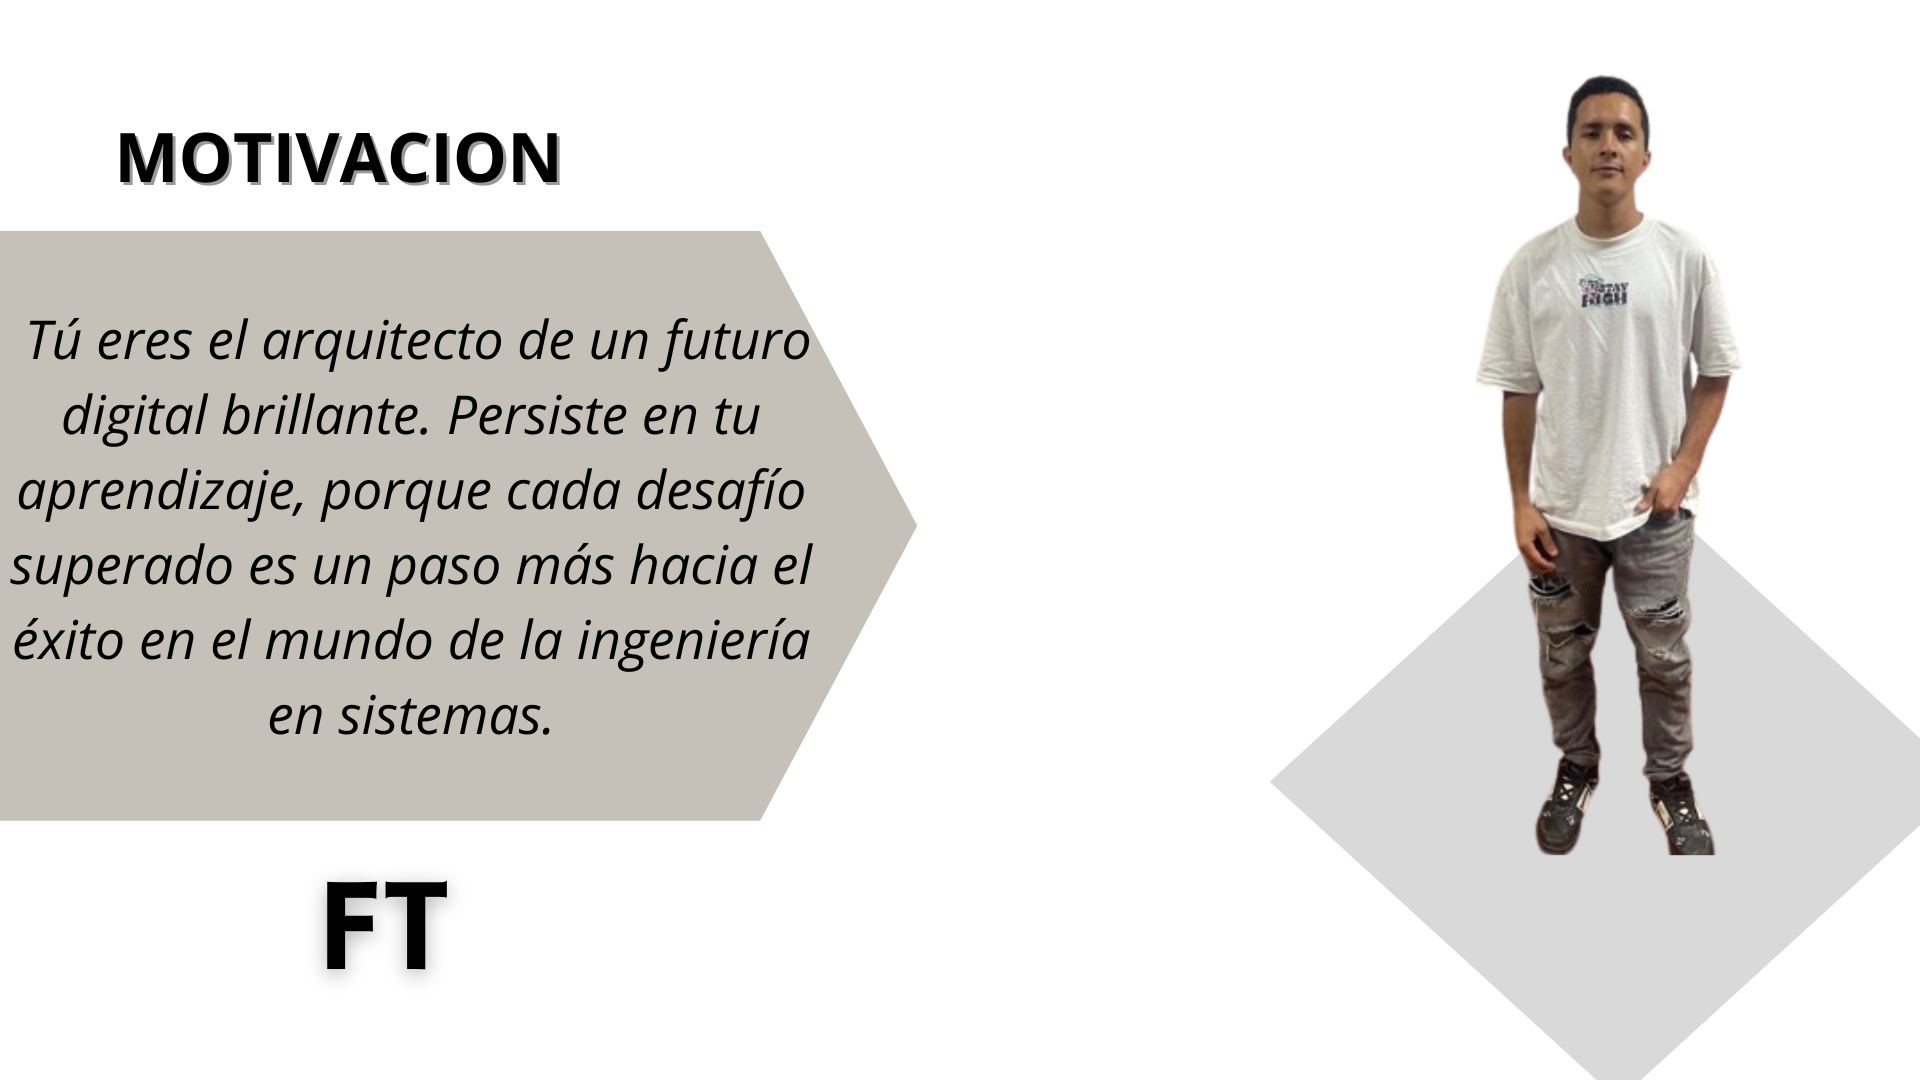 MOTIVACION
Tú eres el arquitecto de un futuro
digital brillante. Persiste en tu
aprendizaje, porque cada desafío
superado es un paso más hacia el
éxito en el mundo de la ingeniería
en sistemas.
FT
STAY
HIGH